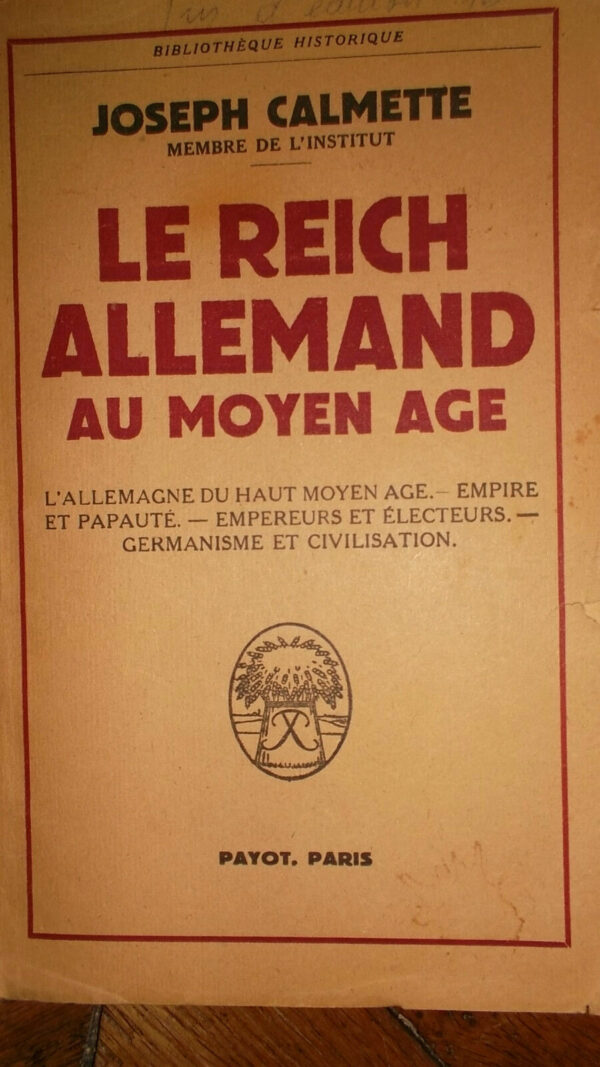 BIBLIOTHÈQUE HISTORIQUE
JOSEPH CALMETTE
MEMBRE DE L'INSTITUT
LE REICH
ALLEMAND
AU MOYEN AGE
L'ALLEMAGNE DU HAUT MOYEN AGE. — EMPIRE
ET PAPAUTÉ. — EMPEREURS ET ÉLECTEURS. —
GERMANISME ET CIVILISATION.
PAYOT. PARIS